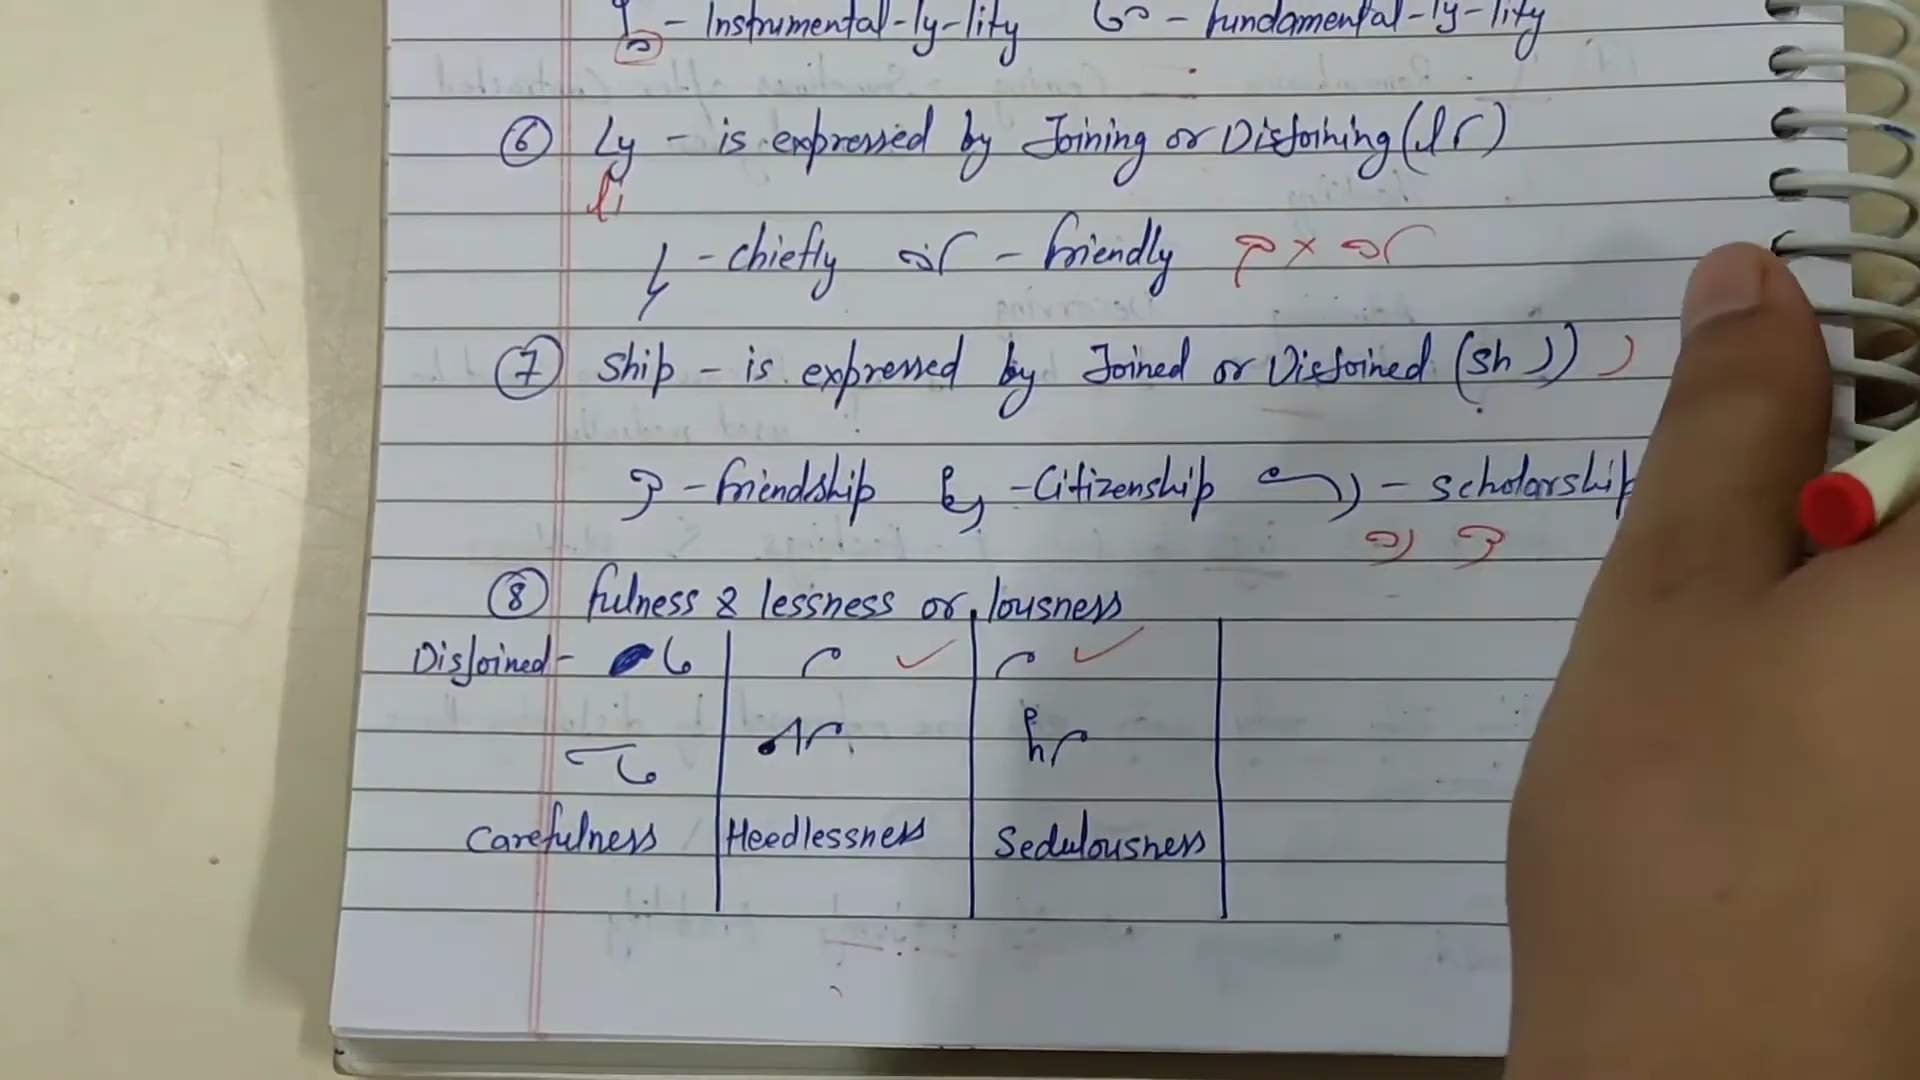 - Instrumental-ly-lity - fundamental-ly-lity
⑥ Ly - is expressed by Joining or Disjoining (l)
li
- chiefly - friendly ×
⑦ Ship - is expressed by Joined or Disjoined (Sh )
- friendship - Citizenship - scholarship
⑧ fulness & lessness or lousness
Disjoined - ✓ ✓
Carefulness Heedlessness Sedulousness